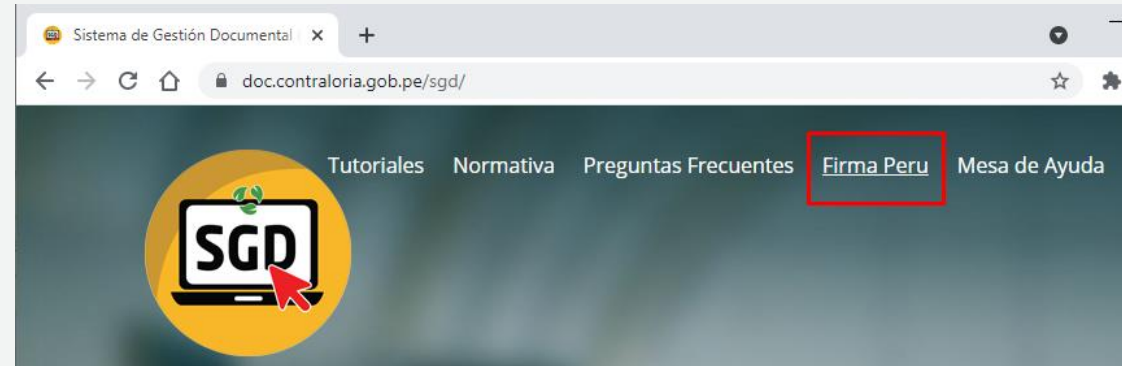 Sistema de Gestión Documental
doc.contraloria.gob.pe/sgd/
Tutoriales Normativa Preguntas Frecuentes Firma Peru Mesa de Ayuda
SGD